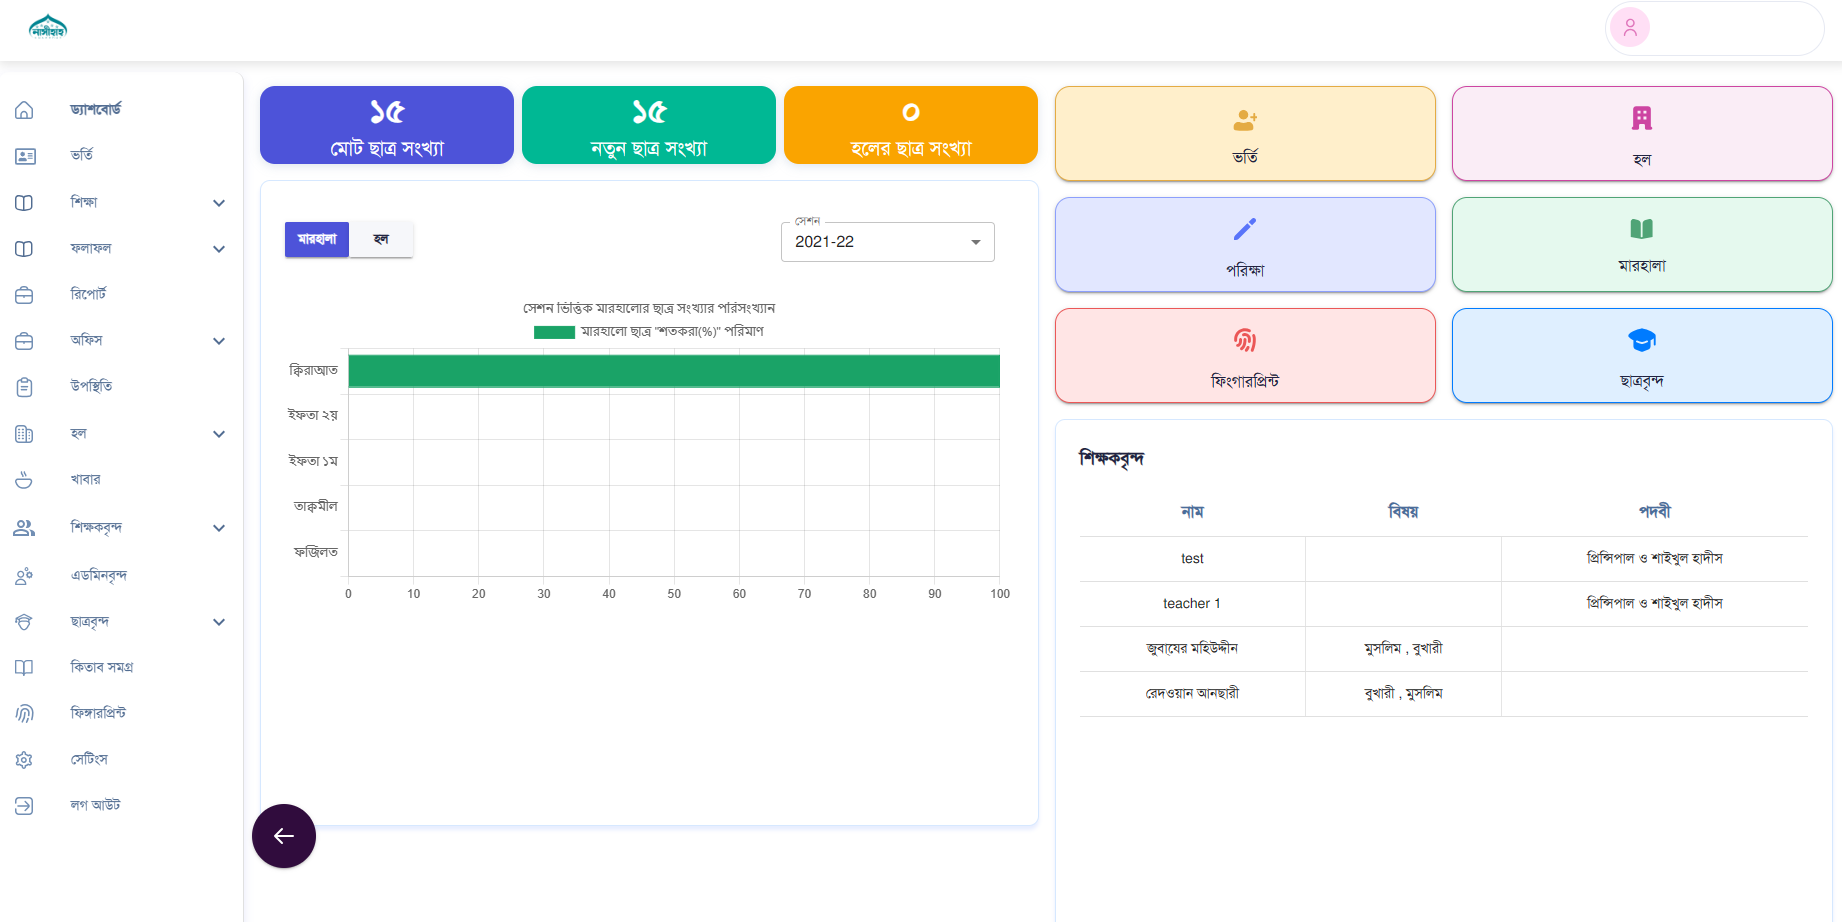 নাসীহাহ
ড্যাশবোর্ড
ভর্তি
শিক্ষা
ফলাফল
রিপোর্ট
অফিস
উপস্থিতি
হল
খাবার
শিক্ষকবৃন্দ
এডমিনবৃন্দ
ছাত্রবৃন্দ
কিতাব সমগ্র
ফিঙ্গারপ্রিন্ট
সেটিংস
লগ আউট
১৫
মোট ছাত্র সংখ্যা
১৫
নতুন ছাত্র সংখ্যা
০
হলের ছাত্র সংখ্যা
মারহালা হল
সেশন
2021-22
সেশন ভিত্তিক মারহালোর ছাত্র সংখ্যার পরিসংখ্যান
মারহালো ছাত্র "শতকরা(%)" পরিমাণ
ক্বিরাআত
ইফতা ২য়
ইফতা ১ম
তাক্বমীল
ফজিলত
0 10 20 30 40 50 60 70 80 90 100
ভর্তি
হল
পরিক্ষা
মারহালা
ফিংগারপ্রিন্ট
ছাত্রবৃন্দ
শিক্ষকবৃন্দ
নাম বিষয় পদবী
test প্রিন্সিপাল ও শাইখুল হাদীস
teacher 1 প্রিন্সিপাল ও শাইখুল হাদীস
জুবায়ের মহিউদ্দীন মুসলিম , বুখারী
রেদওয়ান আনছারী বুখারী , মুসলিম